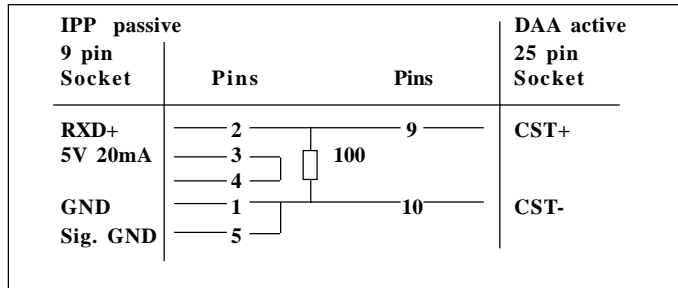 IPP passive DAA active
9 pin 25 pin
Socket Pins Pins Socket
RXD+ 2 9 CST+
5V 20mA 3 100
4
GND 1 10 CST-
Sig. GND 5